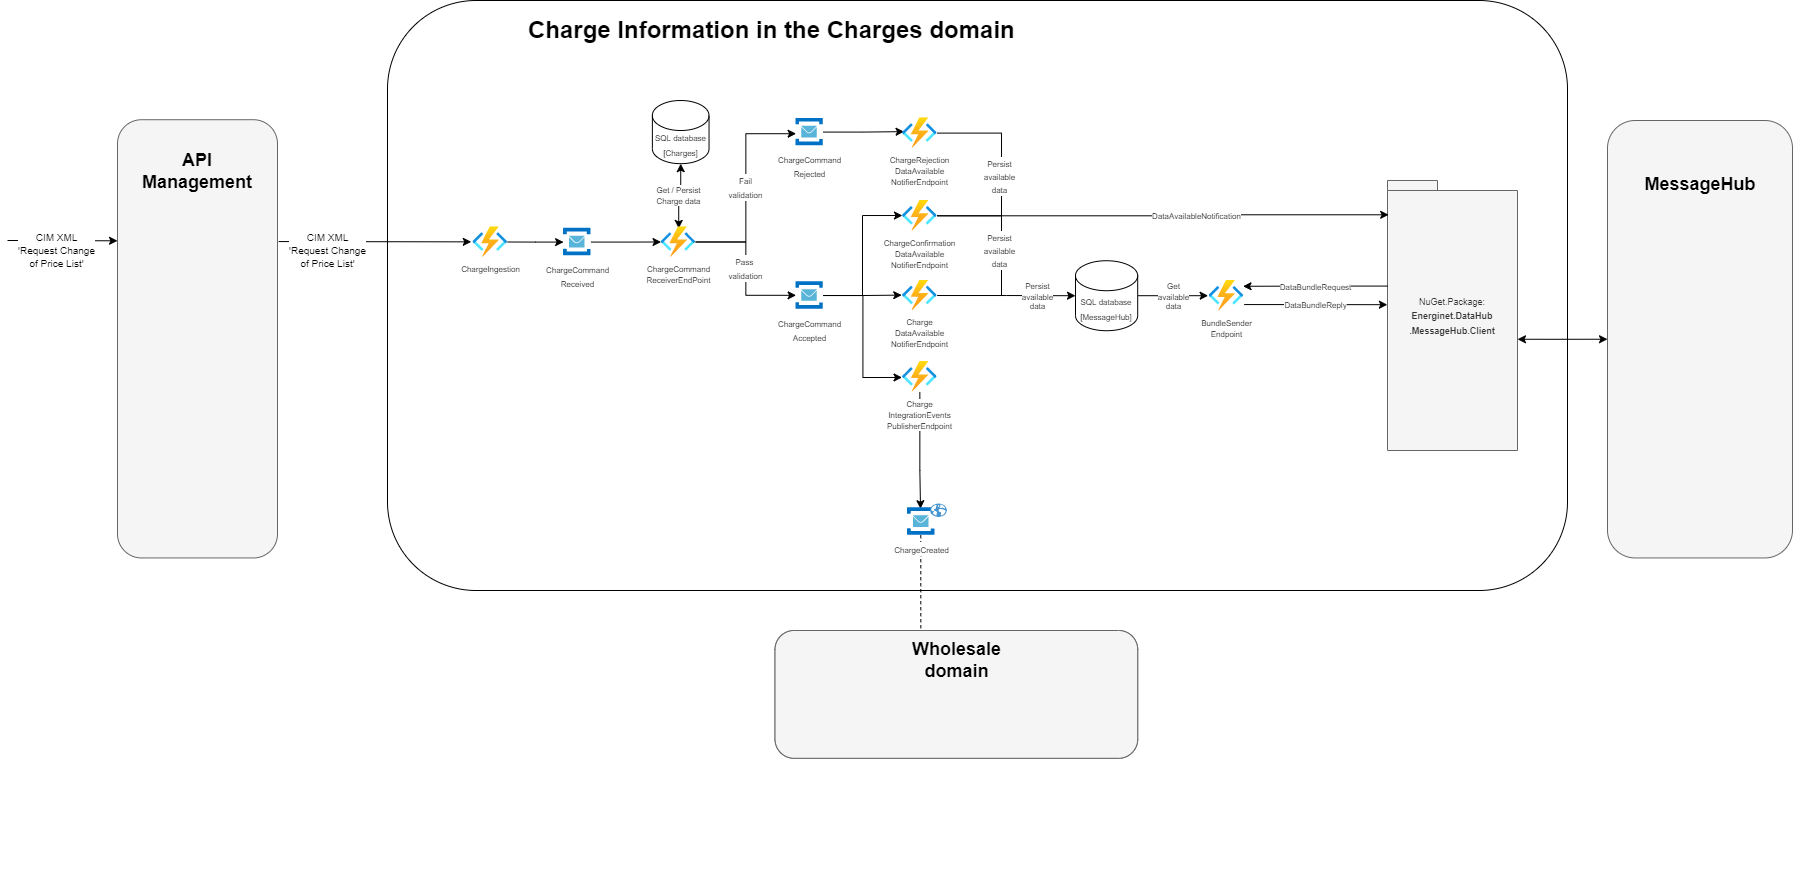 Charge Information in the Charges domain
API
Management
MessageHub
CIM XML
'Request Change
of Price List'
CIM XML
'Request Change
of Price List'
SQL database
[Charges]
Get / Persist
Charge data
ChargeIngestion
ChargeCommand
Received
ChargeCommand
ReceiverEndPoint
Fail
validation
Pass
validation
ChargeCommand
Rejected
ChargeCommand
Accepted
ChargeRejection
DataAvailable
NotifierEndpoint
ChargeConfirmation
DataAvailable
NotifierEndpoint
Charge
DataAvailable
NotifierEndpoint
Charge
IntegrationEvents
PublisherEndpoint
Persist
available
data
Persist
available
data
Persist
available
data
DataAvailableNotification
SQL database
[MessageHub]
Get
available
data
BundleSender
Endpoint
DataBundleRequest
DataBundleReply
NuGet.Package:
Energinet.DataHub
.MessageHub.Client
ChargeCreated
Wholesale
domain